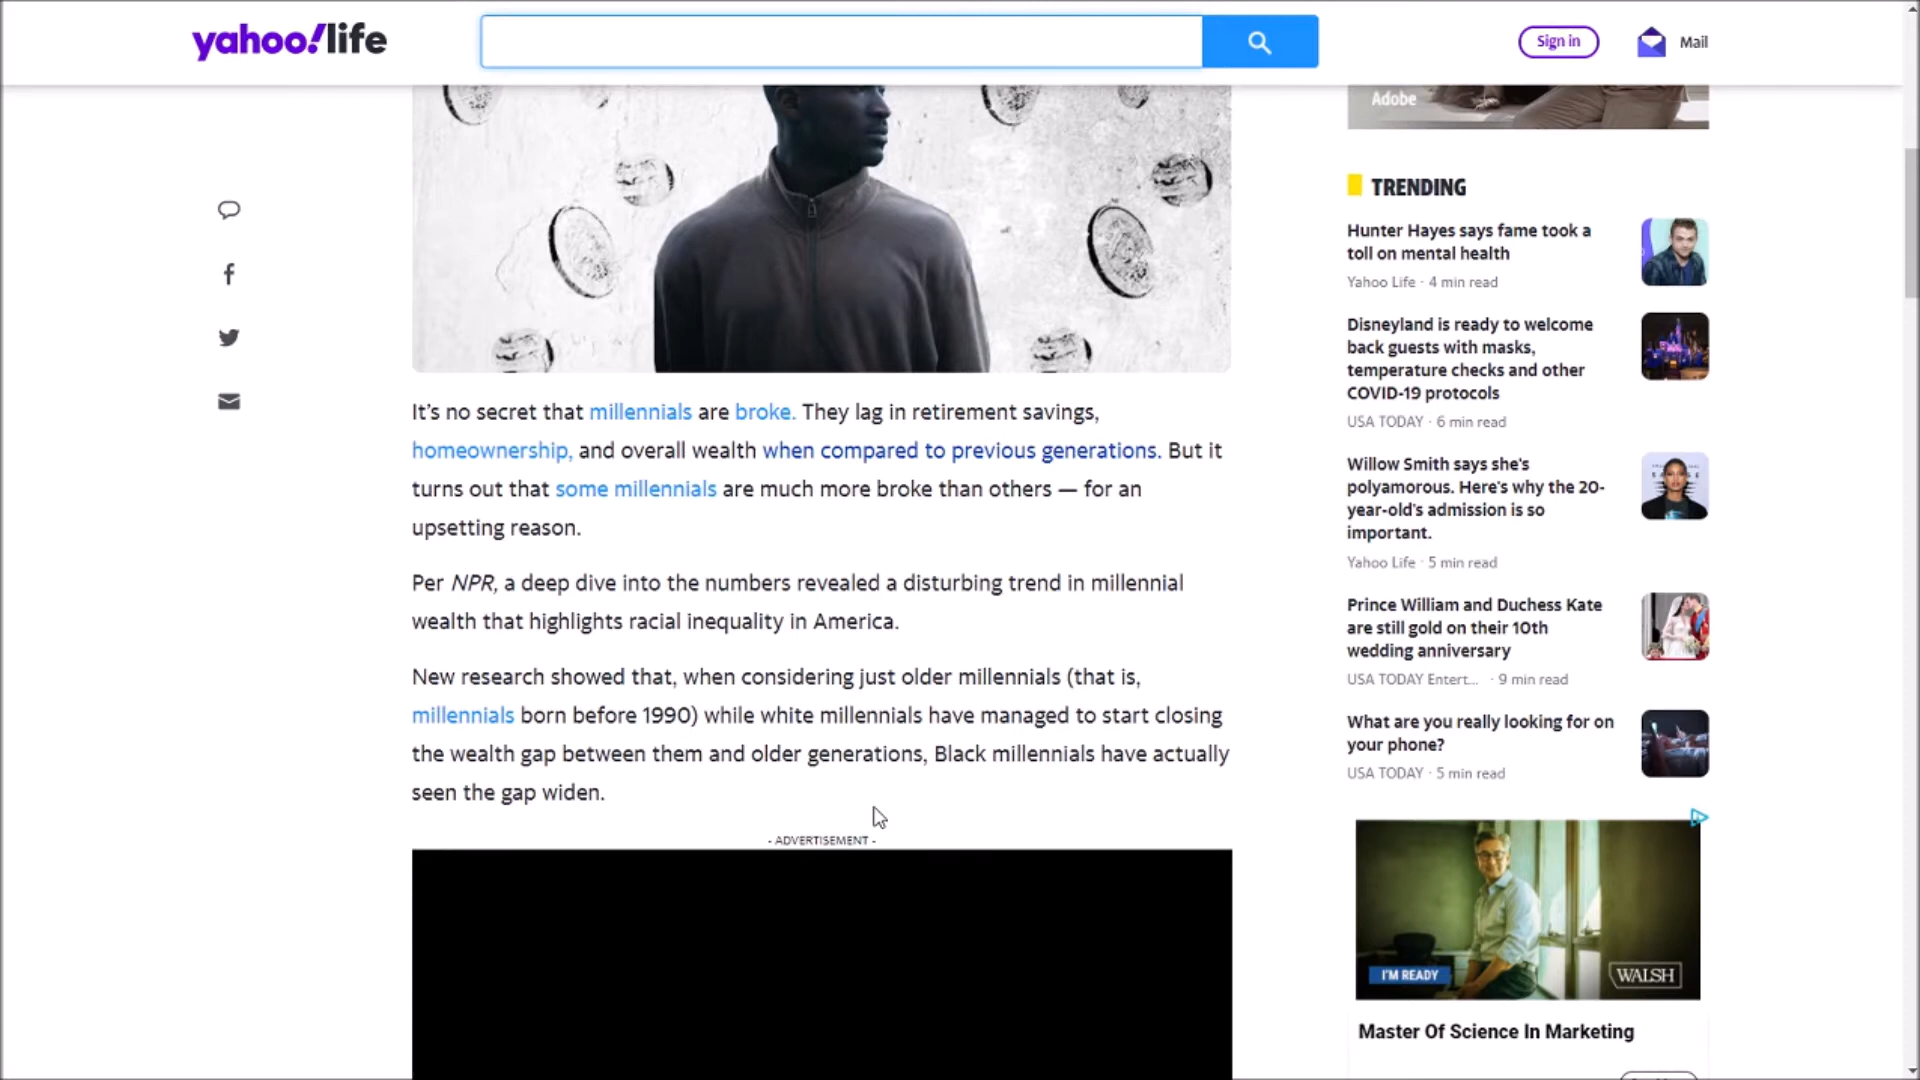 yahoo!life
Sign in
Mail
Adobe
It's no secret that millennials are broke. They lag in retirement savings,
homeownership, and overall wealth when compared to previous generations. But it
turns out that some millennials are much more broke than others — for an
upsetting reason.
Per NPR, a deep dive into the numbers revealed a disturbing trend in millennial
wealth that highlights racial inequality in America.
New research showed that, when considering just older millennials (that is,
millennials born before 1990) while white millennials have managed to start closing
the wealth gap between them and older generations, Black millennials have actually
seen the gap widen.
- ADVERTISEMENT -
TRENDING
Hunter Hayes says fame took a
toll on mental health
Yahoo Life · 4 min read
Disneyland is ready to welcome
back guests with masks,
temperature checks and other
COVID-19 protocols
USA TODAY · 6 min read
Willow Smith says she's
polyamorous. Here's why the 20-
year-old's admission is so
important.
Yahoo Life · 5 min read
Prince William and Duchess Kate
are still gold on their 10th
wedding anniversary
USA TODAY Entert... · 9 min read
What are you really looking for on
your phone?
USA TODAY · 5 min read
I'M READY
WALSH
Master Of Science In Marketing